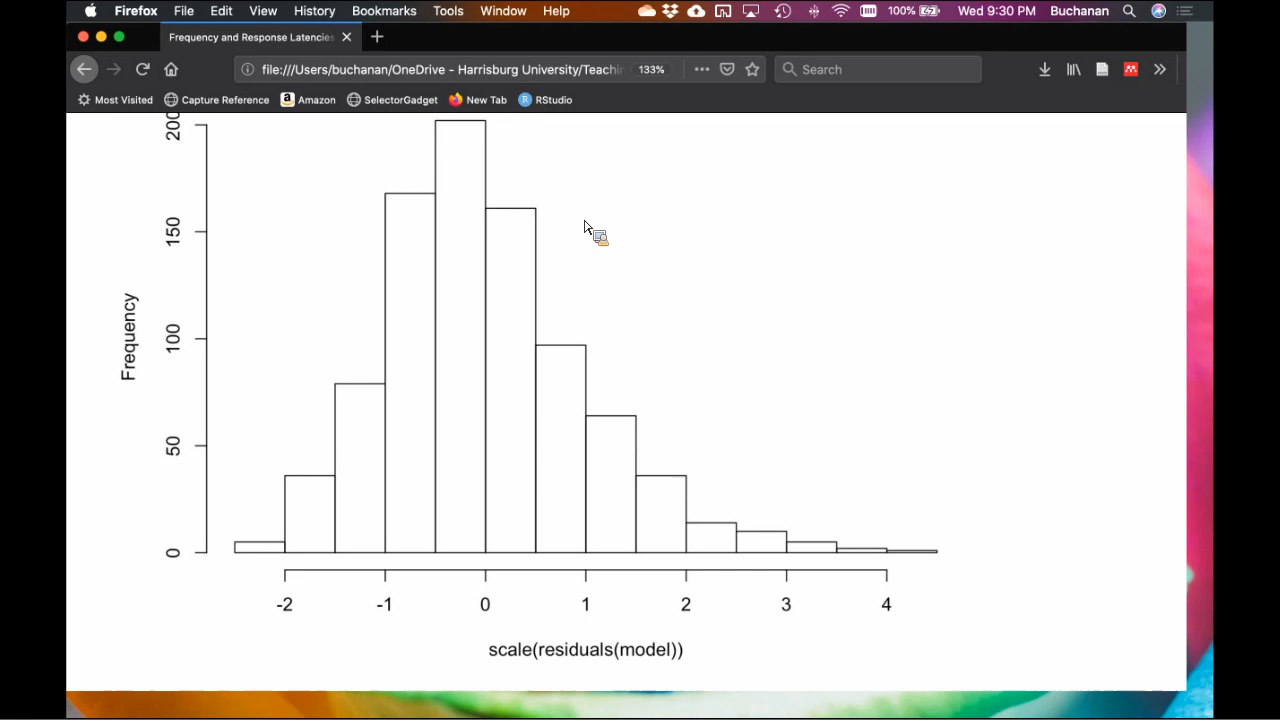 Firefox File Edit View History Bookmarks Tools Window Help 100% Wed 9:30 PM Buchanan
Frequency and Response Latencies
file:///Users/buchanan/OneDrive - Harrisburg University/Teachin 133% Search
Most Visited Capture Reference Amazon SelectorGadget New Tab RStudio
200
150
100
50
0
Frequency
-2 -1 0 1 2 3 4
scale(residuals(model))